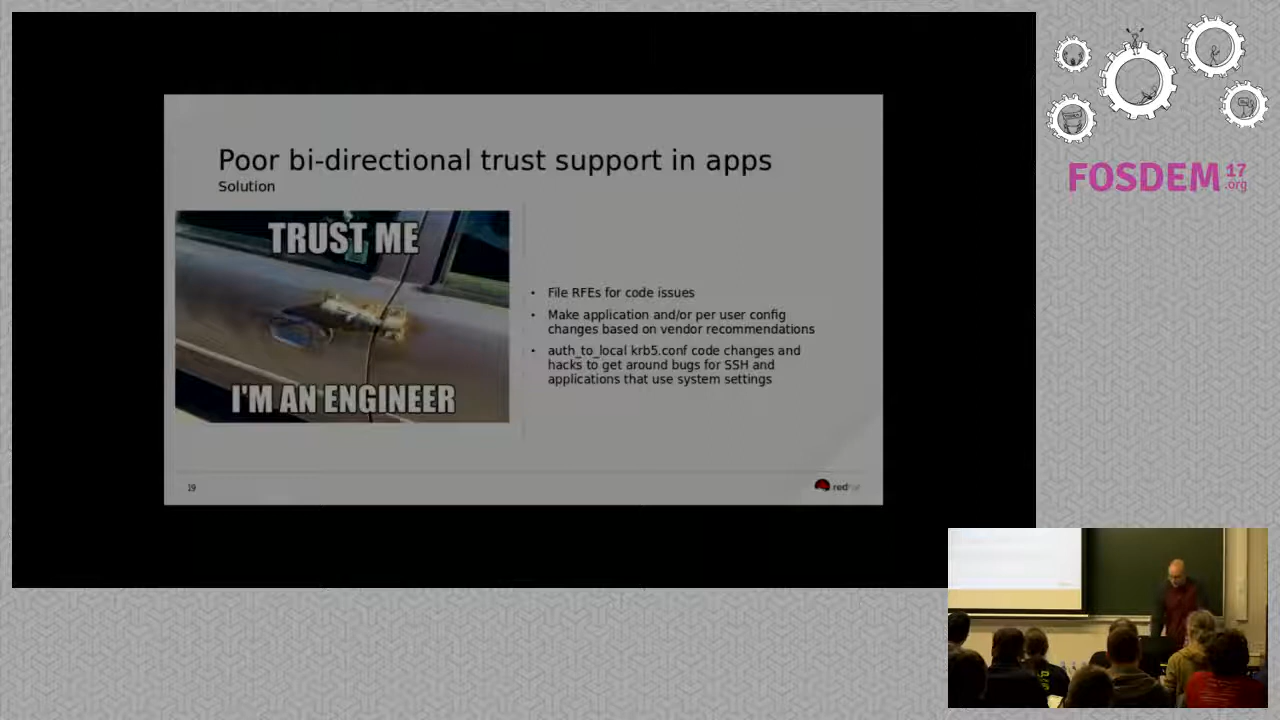 Poor bi-directional trust support in apps
Solution
TRUST ME
I'M AN ENGINEER
• File RFEs for code issues
• Make application and/or per user config
changes based on vendor recommendations
• auth_to_local krb5.conf code changes and
hacks to get around bugs for SSH and
applications that use system settings
19
redhat
FOSDEM 17
.org